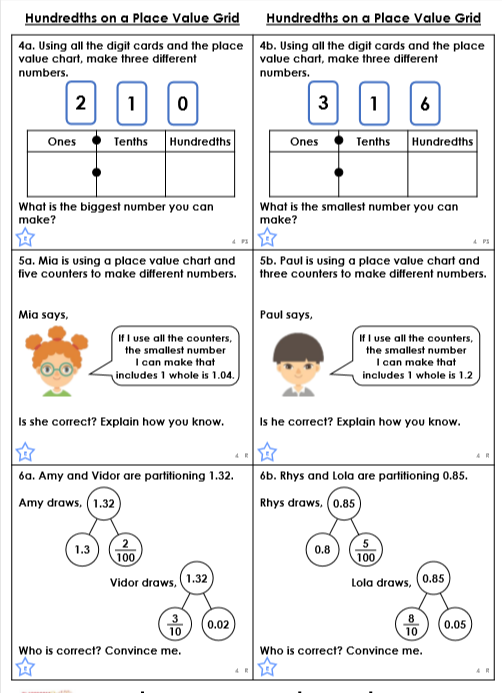 Hundredths on a Place Value Grid
Hundredths on a Place Value Grid
4a. Using all the digit cards and the place
value chart, make three different
numbers.
2 1 0
Ones Tenths Hundredths
What is the biggest number you can
make?
4b. Using all the digit cards and the place
value chart, make three different
numbers.
3 1 6
Ones Tenths Hundredths
What is the smallest number you can
make?
5a. Mia is using a place value chart and
five counters to make different numbers.
Mia says,
If I use all the counters,
the smallest number
I can make that
includes 1 whole is 1.04.
Is she correct? Explain how you know.
5b. Paul is using a place value chart and
three counters to make different numbers.
Paul says,
If I use all the counters,
the smallest number
I can make that
includes 1 whole is 1.2
Is he correct? Explain how you know.
6a. Amy and Vidor are partitioning 1.32.
Amy draws, 1.32
1.3 2/100
Vidor draws, 1.32
3/10 0.02
Who is correct? Convince me.
6b. Rhys and Lola are partitioning 0.85.
Rhys draws, 0.85
0.8 5/100
Lola draws, 0.85
8/10 0.05
Who is correct? Convince me.